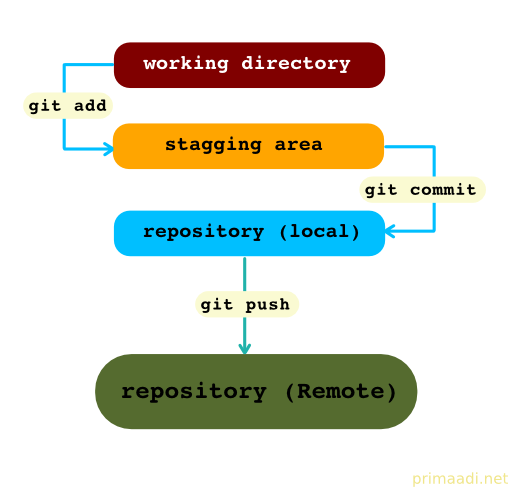 working directory
git add
stagging area
git commit
repository (local)
git push
repository (Remote)
primaadi.net